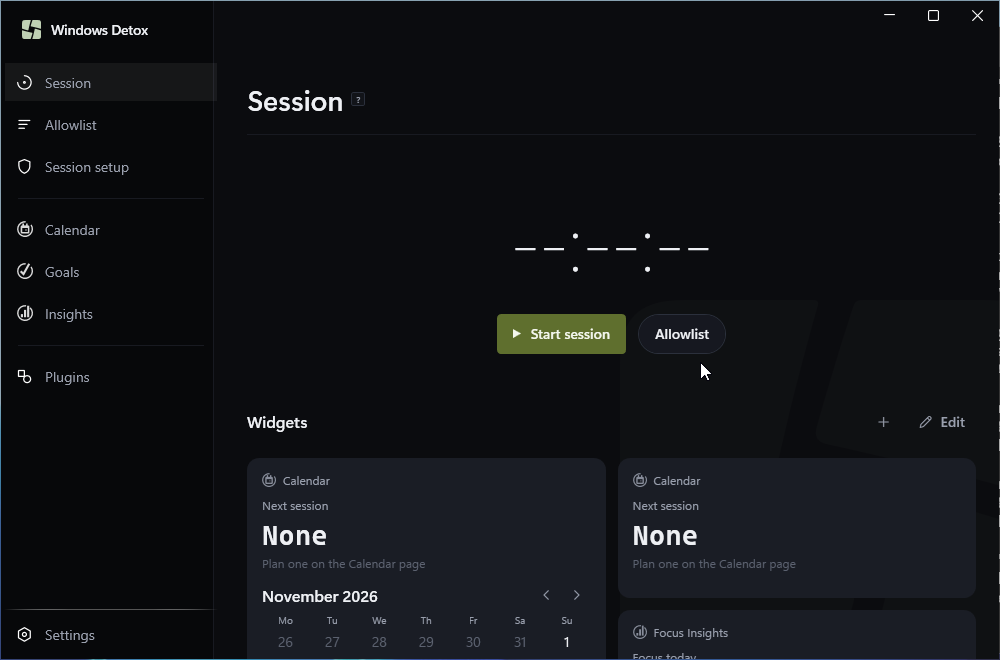 Windows Detox
Session
Allowlist
Session setup
Calendar
Goals
Insights
Plugins
Settings
Session ?
――:――:――
Start session
Allowlist
Widgets
+ Edit
Calendar
Next session
None
Plan one on the Calendar page
November 2026
Mo Tu We Th Fr Sa Su
26 27 28 29 30 31 1
Calendar
Next session
None
Plan one on the Calendar page
Focus Insights
Focus today